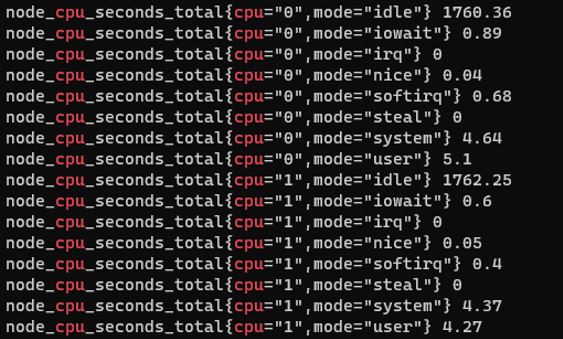 node_cpu_seconds_total{cpu="0",mode="idle"} 1760.36
node_cpu_seconds_total{cpu="0",mode="iowait"} 0.89
node_cpu_seconds_total{cpu="0",mode="irq"} 0
node_cpu_seconds_total{cpu="0",mode="nice"} 0.04
node_cpu_seconds_total{cpu="0",mode="softirq"} 0.68
node_cpu_seconds_total{cpu="0",mode="steal"} 0
node_cpu_seconds_total{cpu="0",mode="system"} 4.64
node_cpu_seconds_total{cpu="0",mode="user"} 5.1
node_cpu_seconds_total{cpu="1",mode="idle"} 1762.25
node_cpu_seconds_total{cpu="1",mode="iowait"} 0.6
node_cpu_seconds_total{cpu="1",mode="irq"} 0
node_cpu_seconds_total{cpu="1",mode="nice"} 0.05
node_cpu_seconds_total{cpu="1",mode="softirq"} 0.4
node_cpu_seconds_total{cpu="1",mode="steal"} 0
node_cpu_seconds_total{cpu="1",mode="system"} 4.37
node_cpu_seconds_total{cpu="1",mode="user"} 4.27